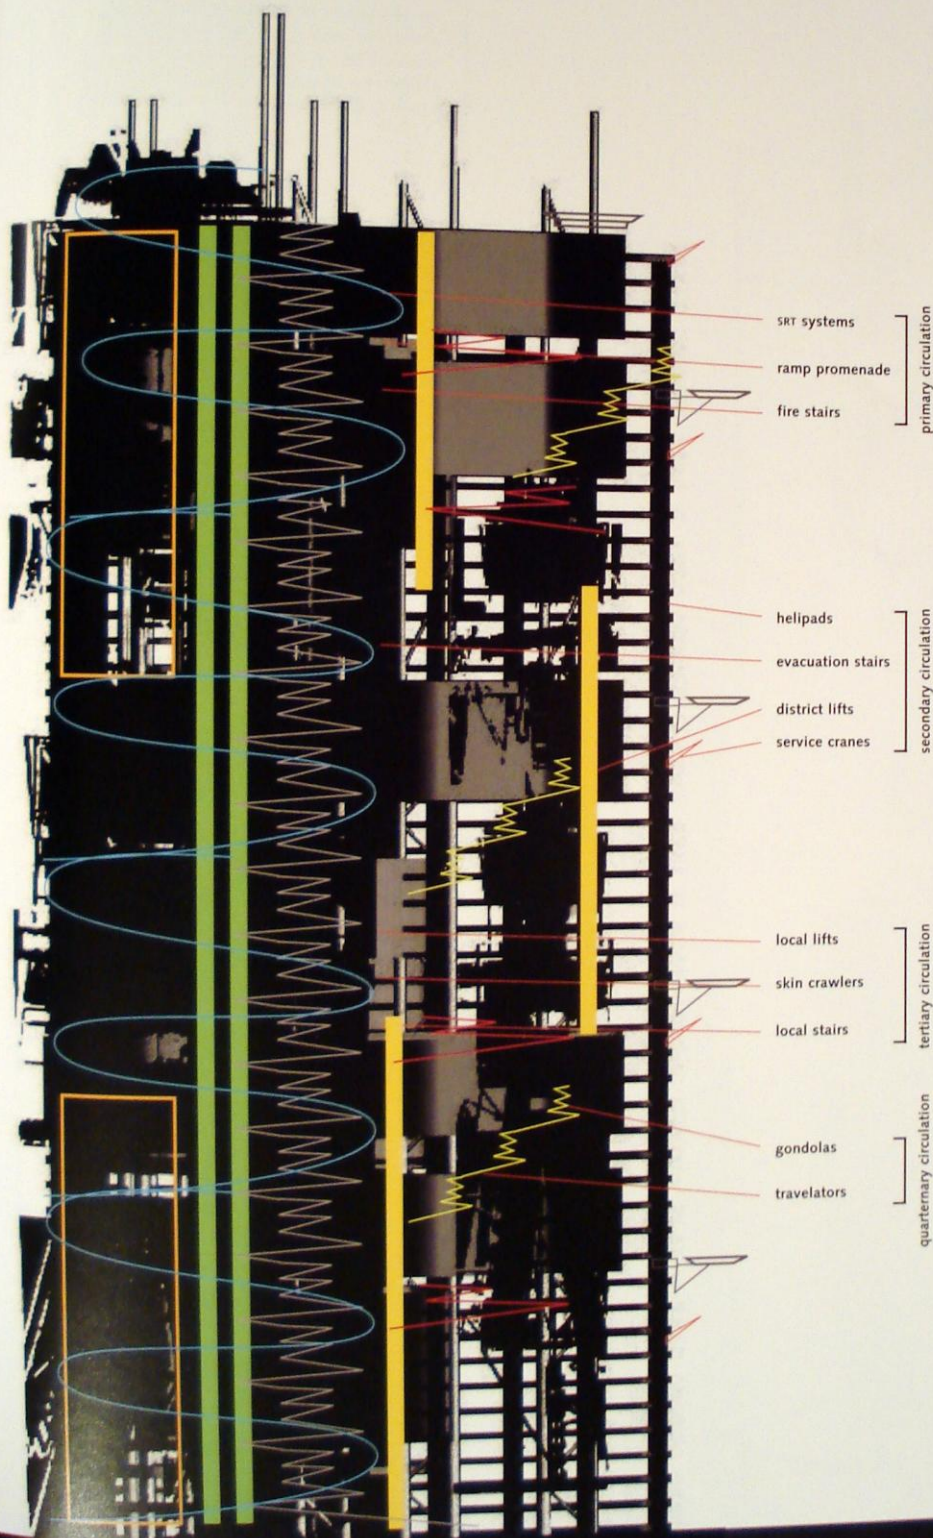 SRT systems
ramp promenade
fire stairs
primary circulation
helipads
evacuation stairs
district lifts
service cranes
secondary circulation
local lifts
skin crawlers
local stairs
tertiary circulation
gondolas
travelators
quarternary circulation